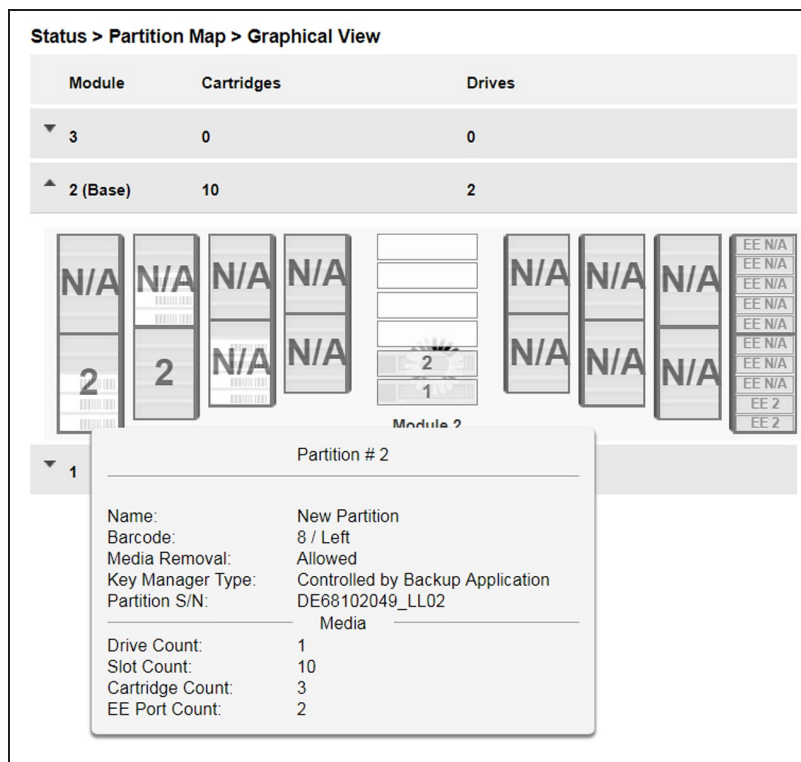 Status > Partition Map > Graphical View
Module Cartridges Drives
3 0 0
2 (Base) 10 2
N/A N/A N/A N/A N/A N/A N/A EE N/A
EE N/A
EE N/A
EE N/A
EE N/A
2 2 N/A N/A 2 N/A N/A N/A EE N/A
EE N/A
EE N/A
1 EE 2
EE 2
Module 2
1
Partition # 2
Name: New Partition
Barcode: 8 / Left
Media Removal: Allowed
Key Manager Type: Controlled by Backup Application
Partition S/N: DE68102049_LL02
Media
Drive Count: 1
Slot Count: 10
Cartridge Count: 3
EE Port Count: 2